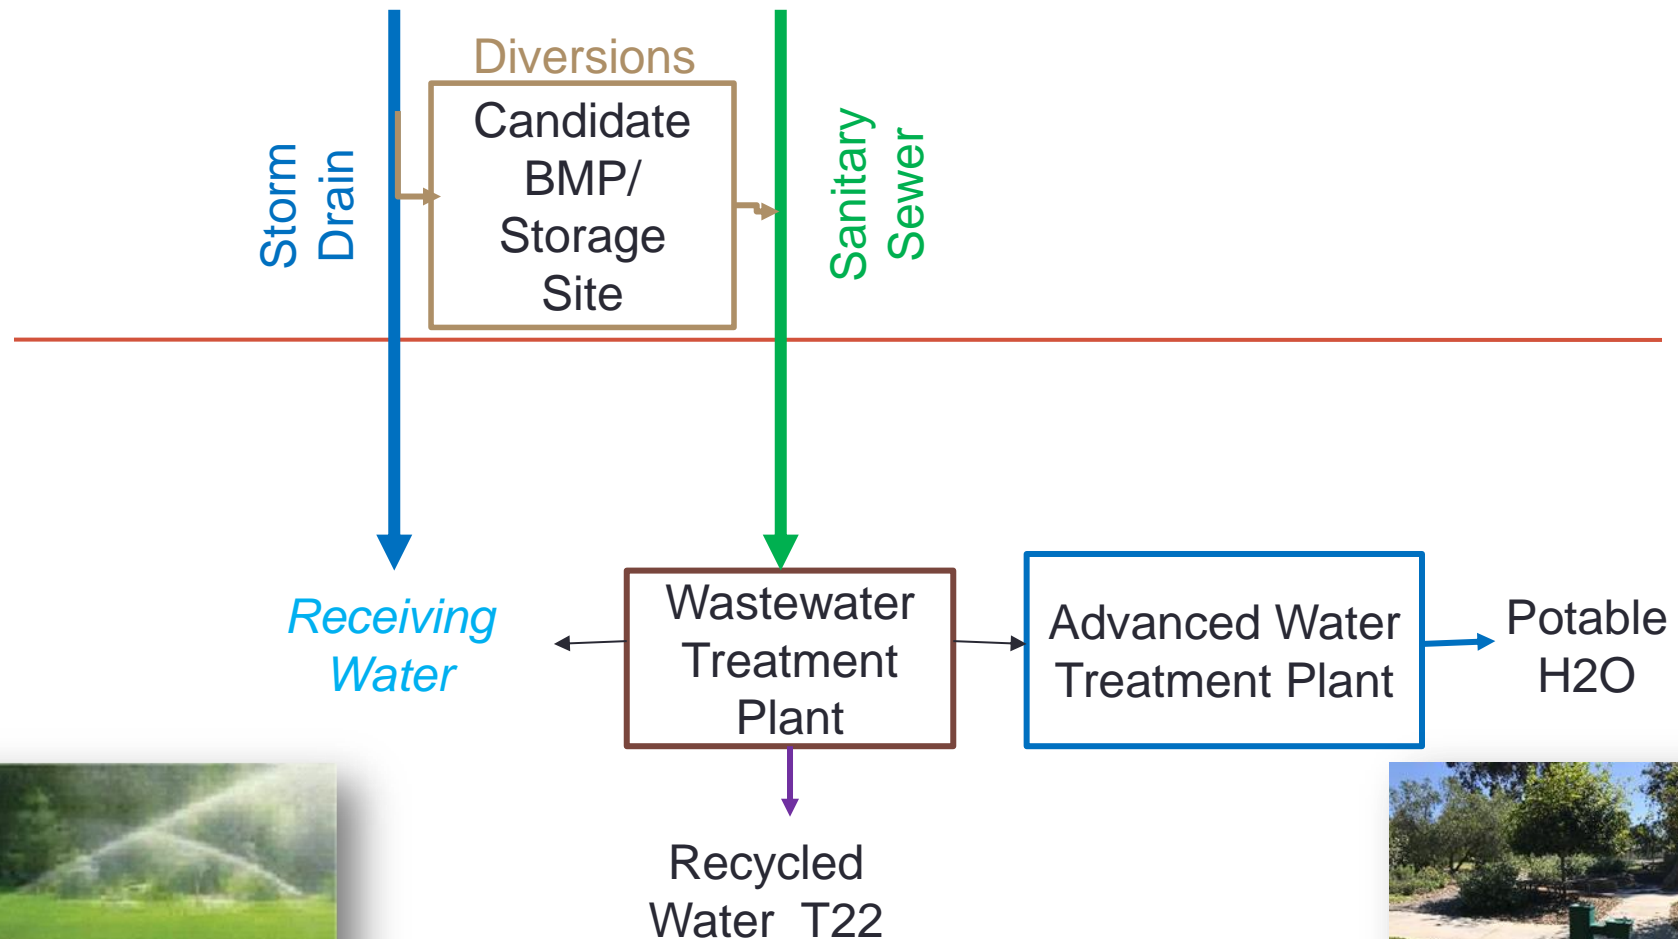 Diversions
Candidate
BMP/
Storage
Site
Storm
Drain
Sanitary
Sewer
Receiving
Water
Wastewater
Treatment
Plant
Advanced Water
Treatment Plant
Potable
H2O
Recycled
Water T22